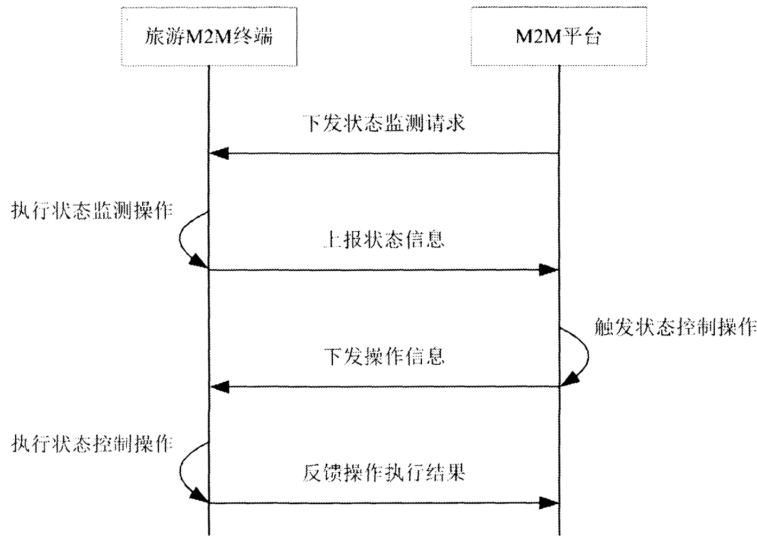 旅游M2M终端
M2M平台
下发状态监测请求
执行状态监测操作
上报状态信息
触发状态控制操作
下发操作信息
执行状态控制操作
反馈操作执行结果